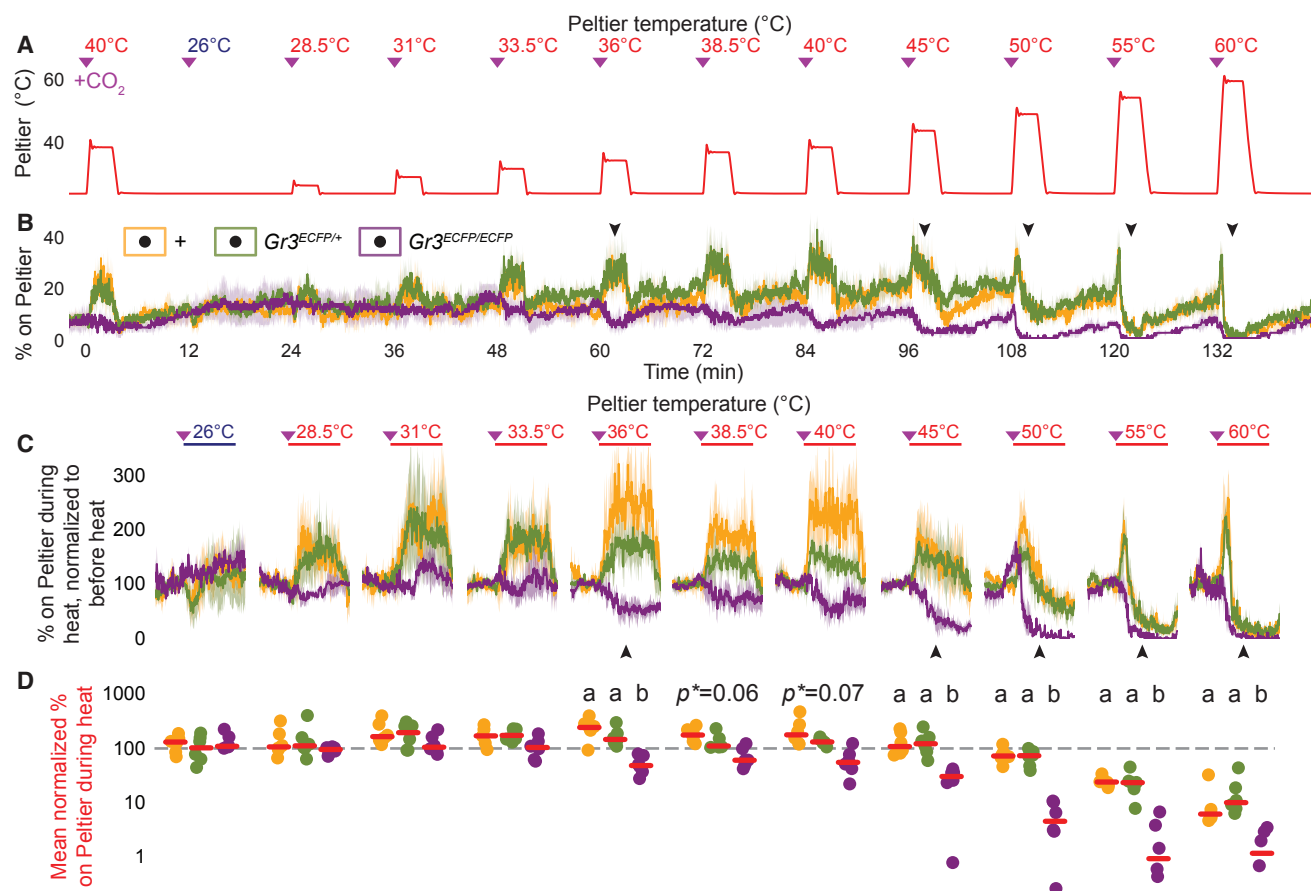 Peltier temperature (°C)
A 40°C 26°C 28.5°C 31°C 33.5°C 36°C 38.5°C 40°C 45°C 50°C 55°C 60°C
+CO2
Peltier (°C)
60
40
B
+ Gr3ECFP/+ Gr3ECFP/ECFP
% on Peltier
40
20
0
0 12 24 36 48 60 72 84 96 108 120 132
Time (min)
Peltier temperature (°C)
C 26°C 28.5°C 31°C 33.5°C 36°C 38.5°C 40°C 45°C 50°C 55°C 60°C
% on Peltier during
heat, normalized to
before heat
300
200
100
0
D
Mean normalized %
on Peltier during heat
a a b p*=0.06 p*=0.07 a a b a a b a a b a a b
1000
100
10
1